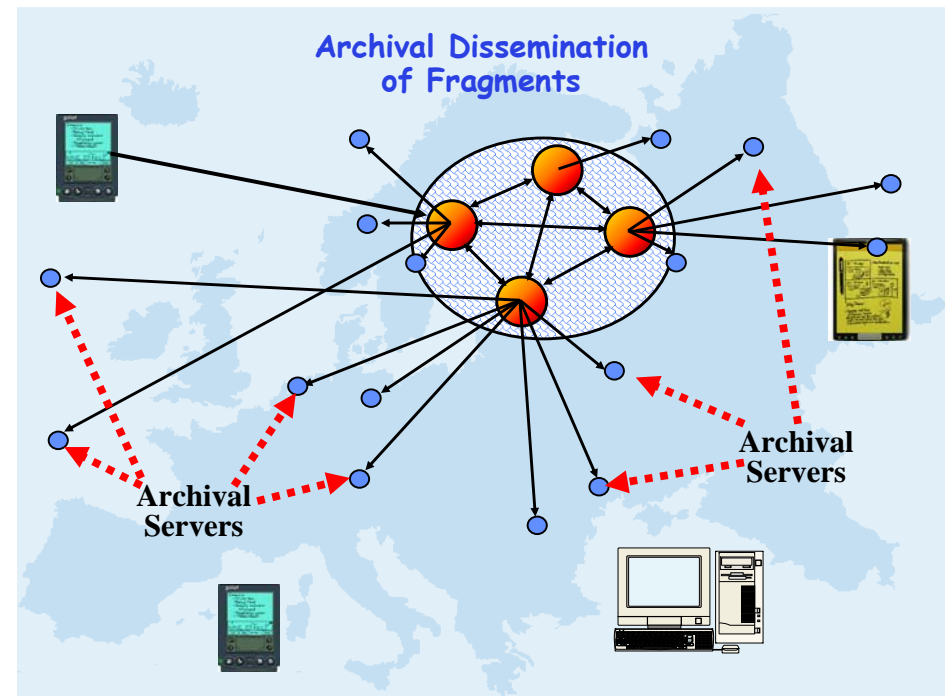 Archival Dissemination
of Fragments
Archival
Servers
Archival
Servers